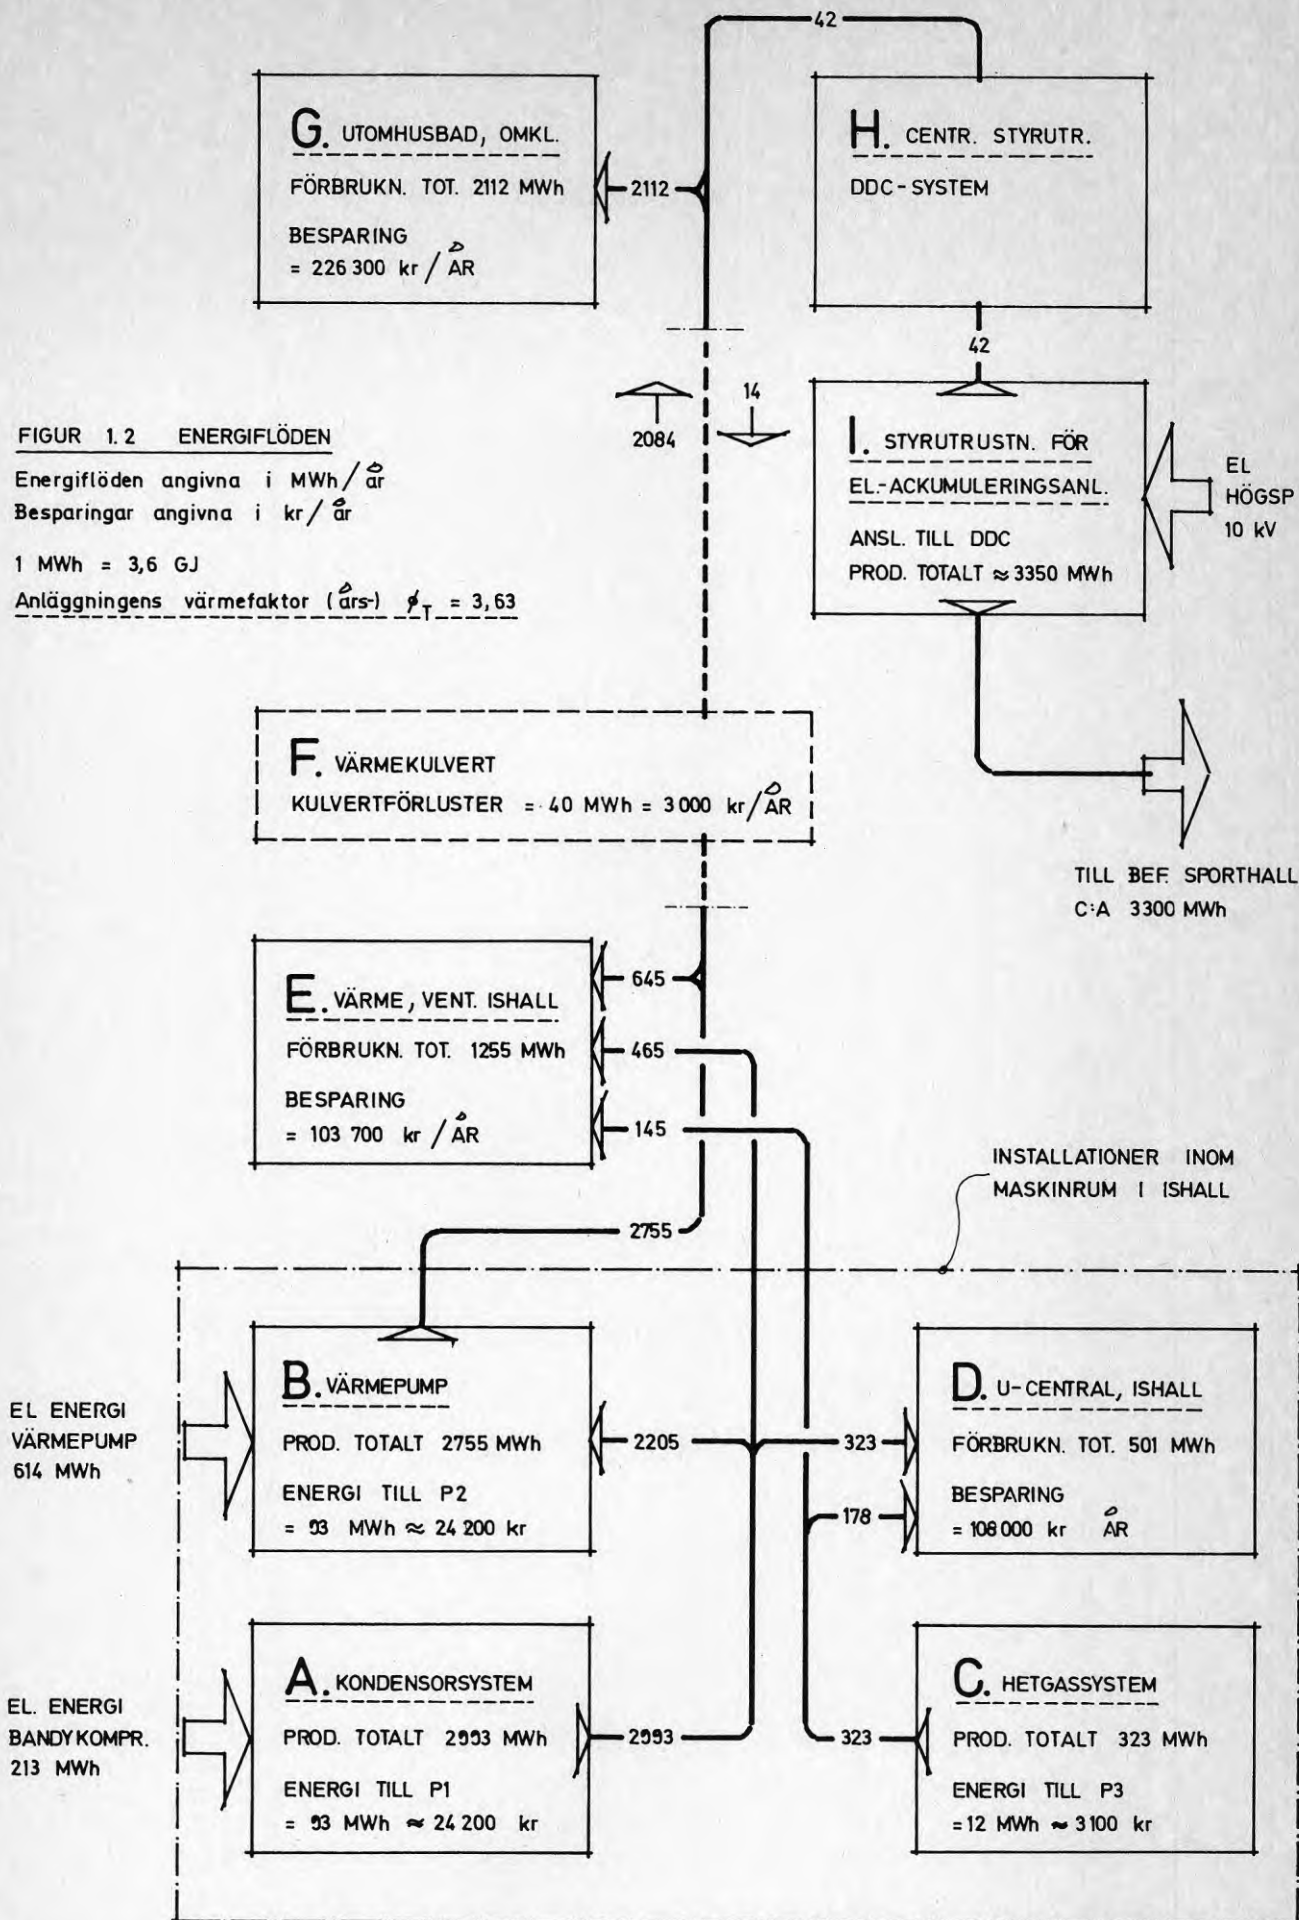 42
G. UTOMHUSBAD, OMKL.
FÖRBRUKN. TOT. 2112 MWh
BESPARING
= 226 300 kr / ÅR
2112
H. CENTR. STYRUTR.
DDC-SYSTEM
42
2084
14
I. STYRUTRUSTN. FÖR
EL.-ACKUMULERINGSANL.
ANSL. TILL DDC
PROD. TOTALT ≈ 3350 MWh
EL
HÖGSP
10 kV
FIGUR 1.2 ENERGIFLÖDEN
Energiflöden angivna i MWh/år
Besparingar angivna i kr/år
1 MWh = 3,6 GJ
Anläggningens värmefaktor (års-) ϕT = 3,63
F. VÄRMEKULVERT
KULVERTFÖRLUSTER = 40 MWh = 3000 kr/ÅR
TILL BEF. SPORTHALL
C:A 3300 MWh
E. VÄRME, VENT. ISHALL
FÖRBRUKN. TOT. 1255 MWh
BESPARING
= 103 700 kr / ÅR
645
465
145
2755
INSTALLATIONER INOM
MASKINRUM I ISHALL
EL ENERGI
VÄRMEPUMP
614 MWh
B. VÄRMEPUMP
PROD. TOTALT 2755 MWh
ENERGI TILL P2
= 93 MWh ≈ 24 200 kr
2205
323
178
D. U-CENTRAL, ISHALL
FÖRBRUKN. TOT. 501 MWh
BESPARING
= 108 000 kr ÅR
EL. ENERGI
BANDYKOMPR.
213 MWh
A. KONDENSORSYSTEM
PROD. TOTALT 2993 MWh
ENERGI TILL P1
= 93 MWh ≈ 24 200 kr
2993
323
C. HETGASSYSTEM
PROD. TOTALT 323 MWh
ENERGI TILL P3
= 12 MWh ≈ 3100 kr